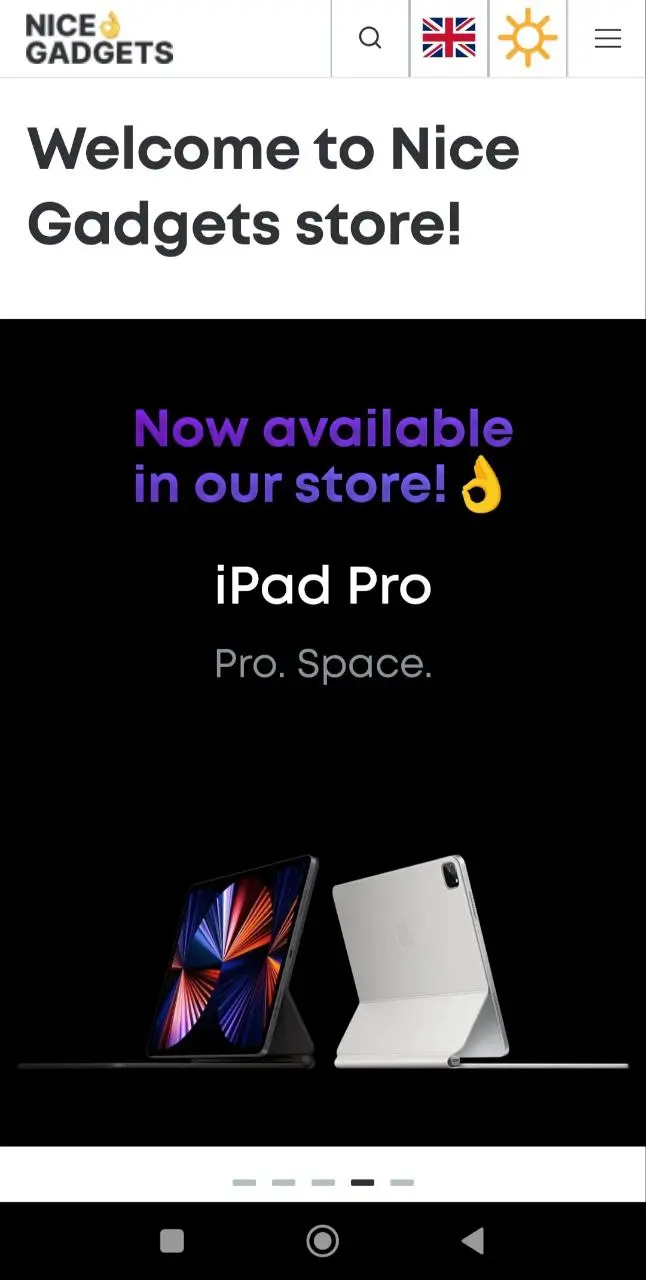 NICE👌
GADGETS
Welcome to Nice
Gadgets store!
Now available
in our store!👌
iPad Pro
Pro. Space.